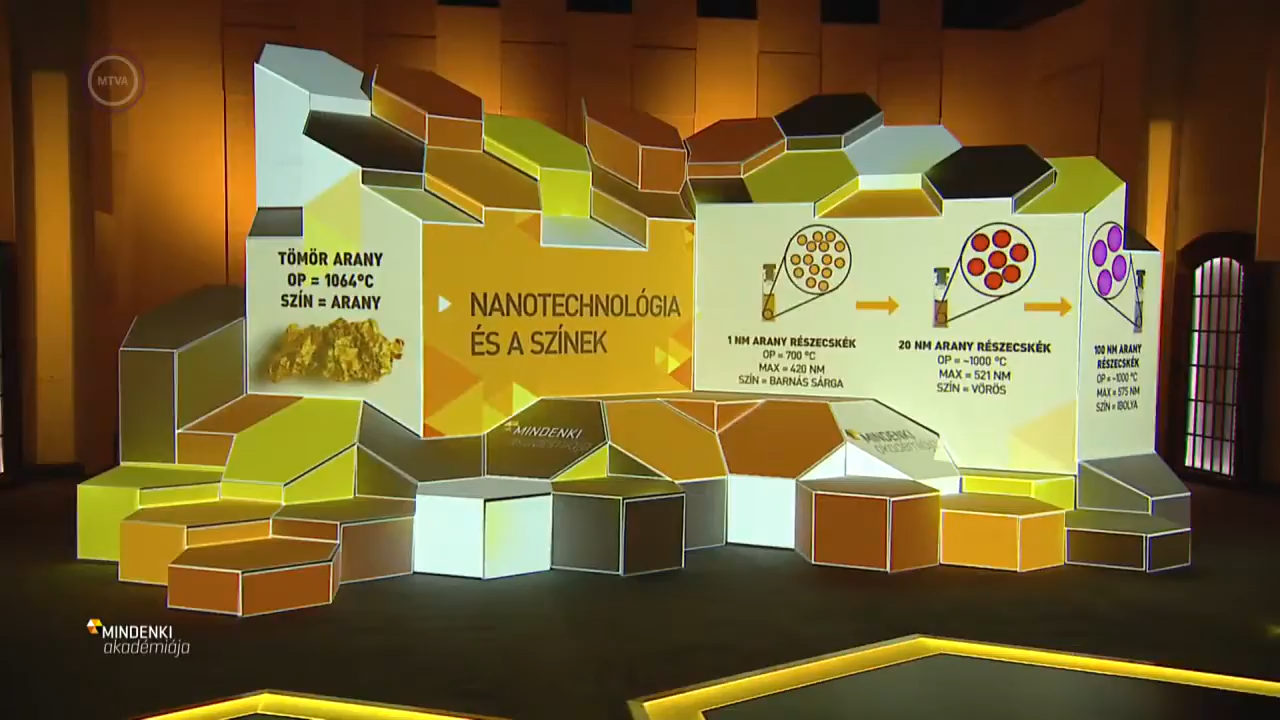 MTVA
TÖMÖR ARANY
OP = 1064°C
SZÍN = ARANY
NANOTECHNOLÓGIA
ÉS A SZÍNEK
1 NM ARANY RÉSZECSKÉK
OP = 700 °C
MAX = 420 NM
SZÍN = BARNÁS SÁRGA
20 NM ARANY RÉSZECSKÉK
OP = ~1000 °C
MAX = 521 NM
SZÍN = VÖRÖS
100 NM ARANY
RÉSZECSKÉK
OP = ~1000 °C
MAX = 575 NM
SZÍN = IBOLYA
MINDENKI
MINDENKI
akadémiája
MINDENKI
akadémiája